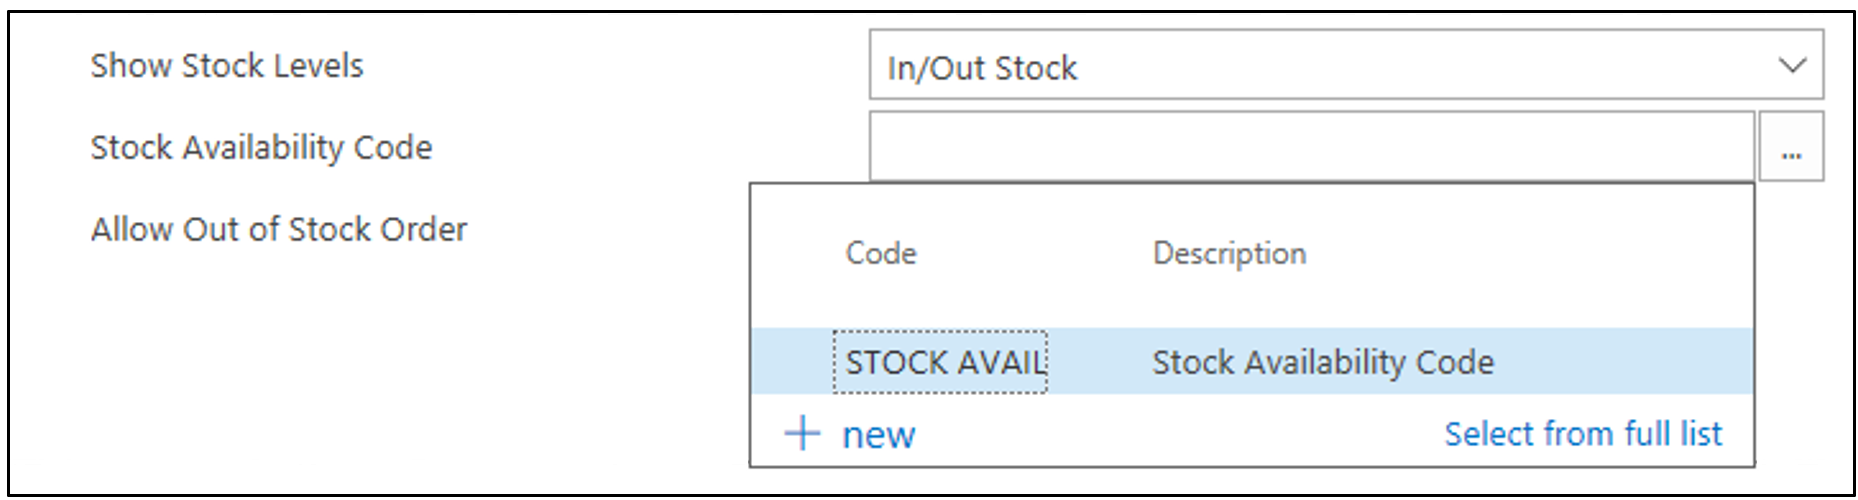 Show Stock Levels In/Out Stock
Stock Availability Code ...
Allow Out of Stock Order
Code Description
STOCK AVAIL Stock Availability Code
+ new Select from full list